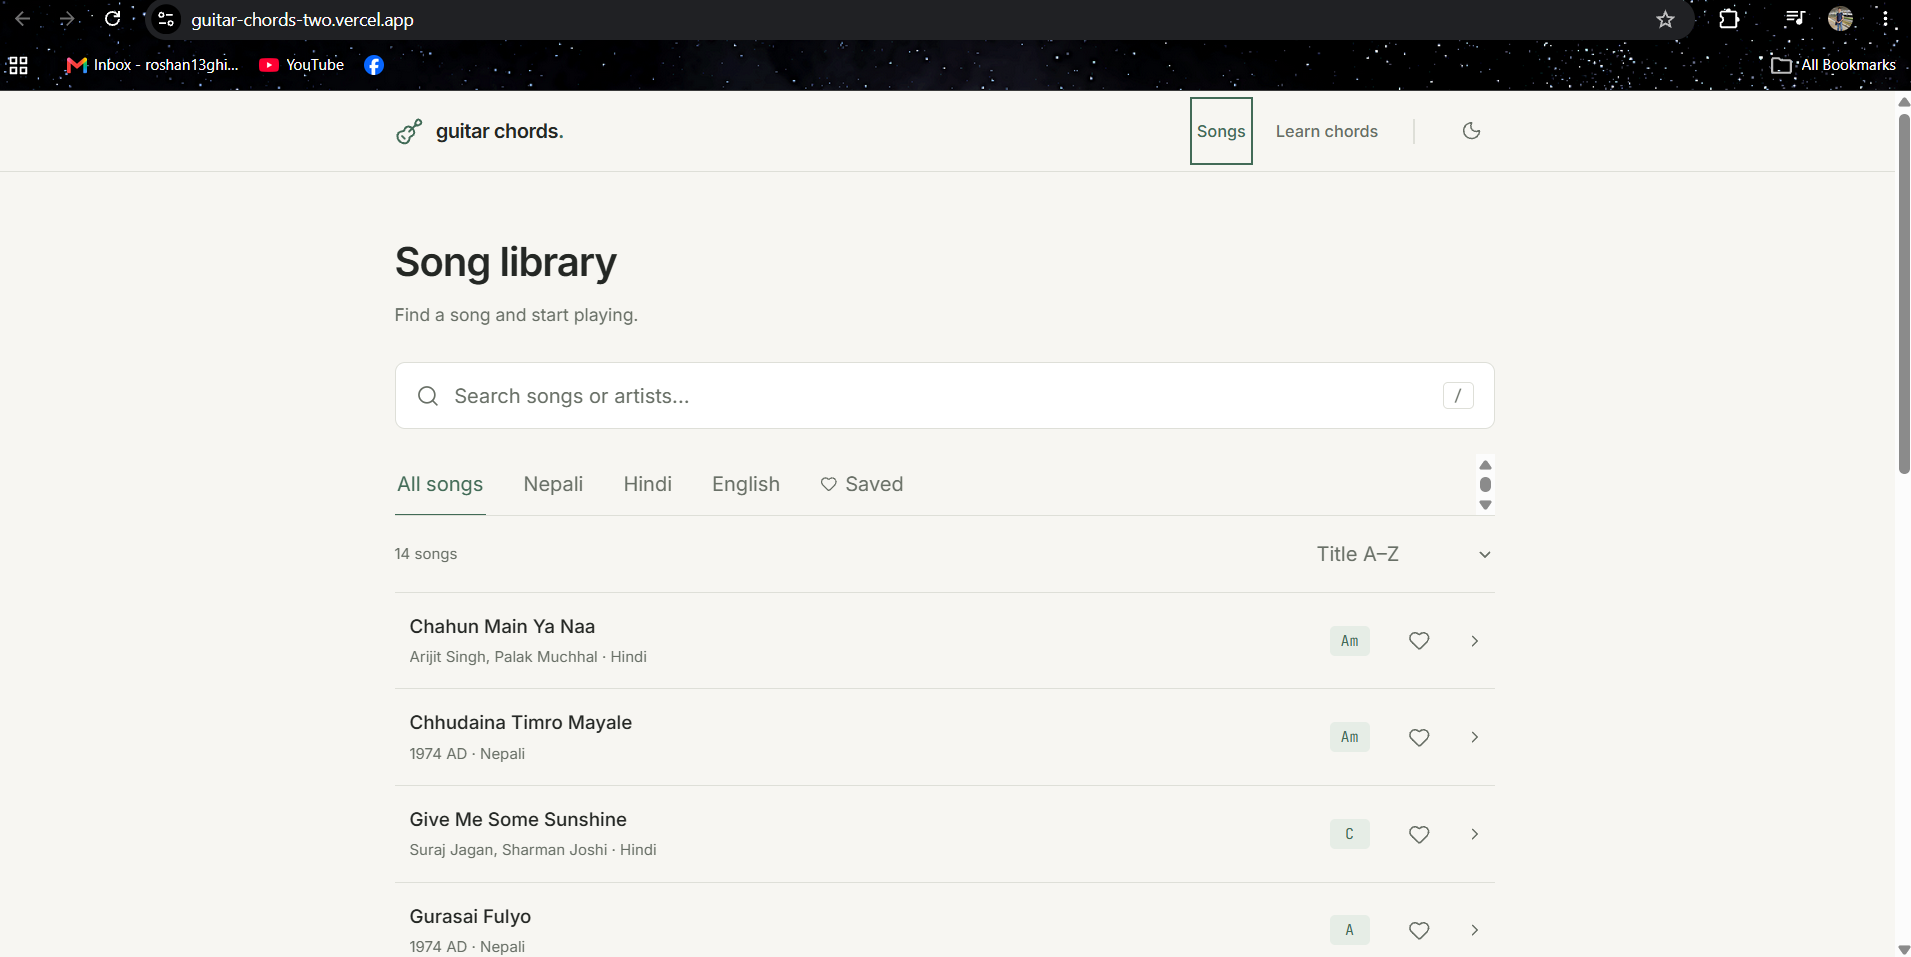 guitar-chords-two.vercel.app
Inbox - roshan13ghi... YouTube All Bookmarks
guitar chords. Songs Learn chords
Song library
Find a song and start playing.
Search songs or artists... /
All songs Nepali Hindi English Saved
14 songs Title A–Z
Chahun Main Ya Naa
Arijit Singh, Palak Muchhal · Hindi
Am
Chhudaina Timro Mayale
1974 AD · Nepali
Am
Give Me Some Sunshine
Suraj Jagan, Sharman Joshi · Hindi
C
Gurasai Fulyo
1974 AD · Nepali
A